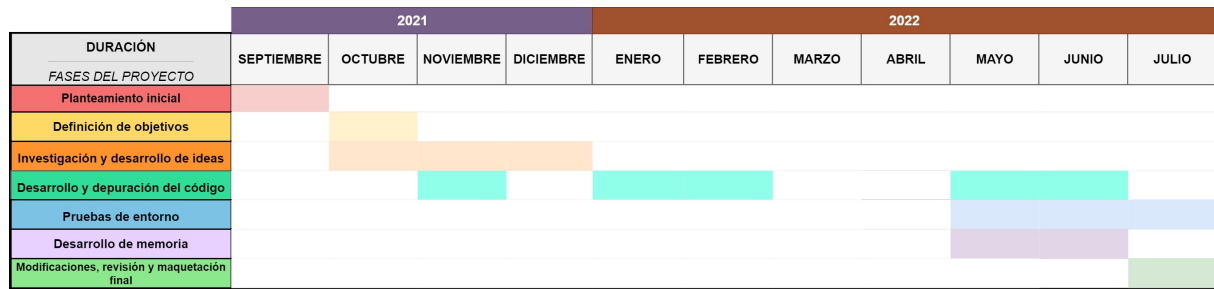 2021 2022
DURACIÓN
FASES DEL PROYECTO
SEPTIEMBRE OCTUBRE NOVIEMBRE DICIEMBRE ENERO FEBRERO MARZO ABRIL MAYO JUNIO JULIO
Planteamiento inicial
Definición de objetivos
Investigación y desarrollo de ideas
Desarrollo y depuración del código
Pruebas de entorno
Desarrollo de memoria
Modificaciones, revisión y maquetación
final